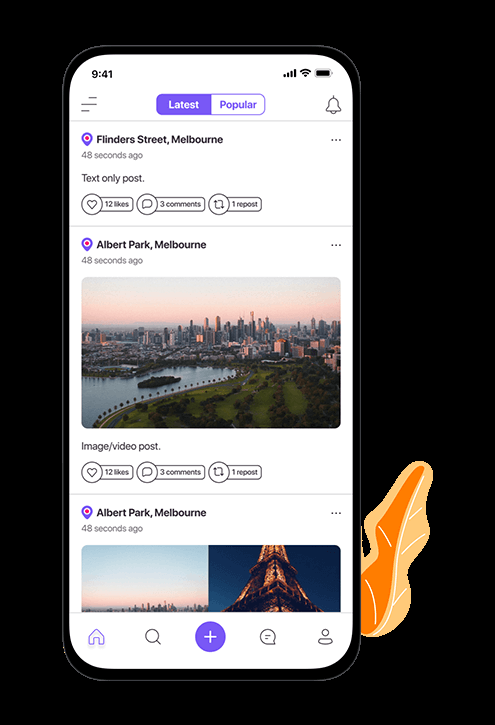 9:41
Latest Popular
Flinders Street, Melbourne
48 seconds ago
Text only post.
12 likes 3 comments 1 repost
Albert Park, Melbourne
48 seconds ago
Image/video post.
12 likes 3 comments 1 repost
Albert Park, Melbourne
48 seconds ago